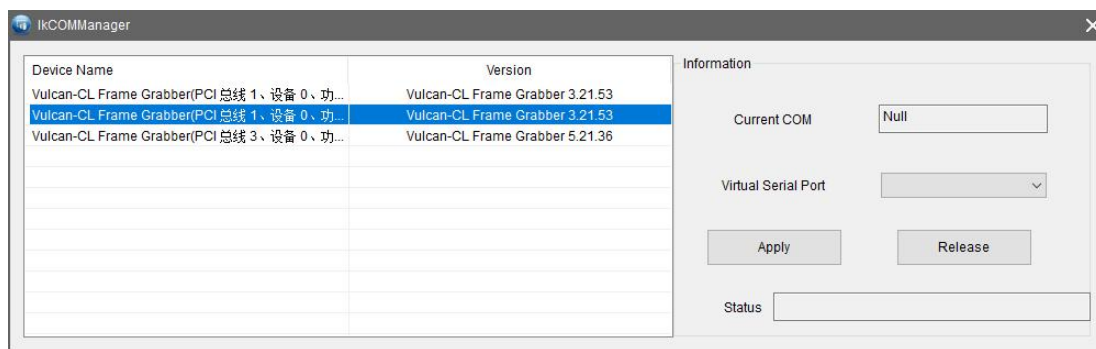 IkCOMManager
Device Name Version
Vulcan-CL Frame Grabber(PCI 总线 1、设备 0、功... Vulcan-CL Frame Grabber 3.21.53
Vulcan-CL Frame Grabber(PCI 总线 1、设备 0、功... Vulcan-CL Frame Grabber 3.21.53
Vulcan-CL Frame Grabber(PCI 总线 3、设备 0、功... Vulcan-CL Frame Grabber 5.21.36
Information
Current COM Null
Virtual Serial Port
Apply Release
Status